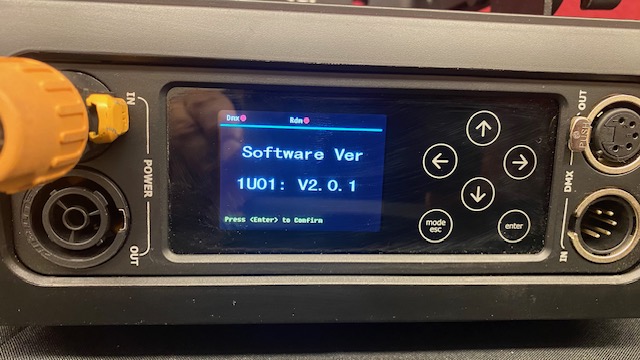 Dmx Rdm
Software Ver
1U01: V2.0.1
Press <Enter> to Comfirm
mode
esc
enter
IN
POWER
OUT
OUT
PUSH
DMX
IN